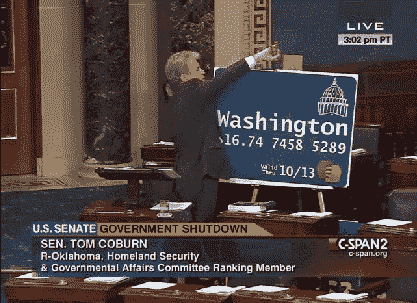 LIVE
3:02 pm PT
Washington
$16.74 7458 5289
10/13
U.S. SENATE GOVERNMENT SHUTDOWN
SEN. TOM COBURN
R-Oklahoma, Homeland Security
& Governmental Affairs Committee Ranking Member
C-SPAN2
c-span.org